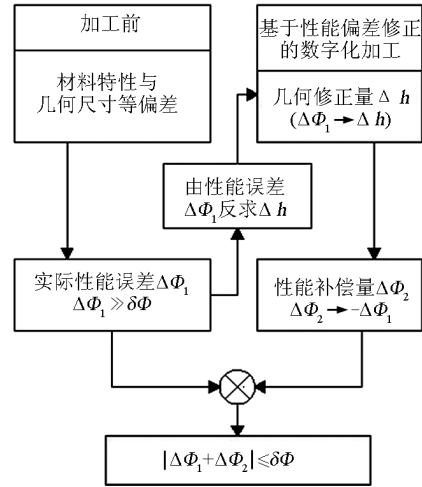 加工前
材料特性与
几何尺寸等偏差
基于性能偏差修正
的数字化加工
几何修正量Δh
(ΔΦ₁→Δh)
由性能误差
ΔΦ₁反求Δh
实际性能误差ΔΦ₁
ΔΦ₁≫δΦ
性能补偿量ΔΦ₂
ΔΦ₂→-ΔΦ₁
|ΔΦ₁+ΔΦ₂|≤δΦ